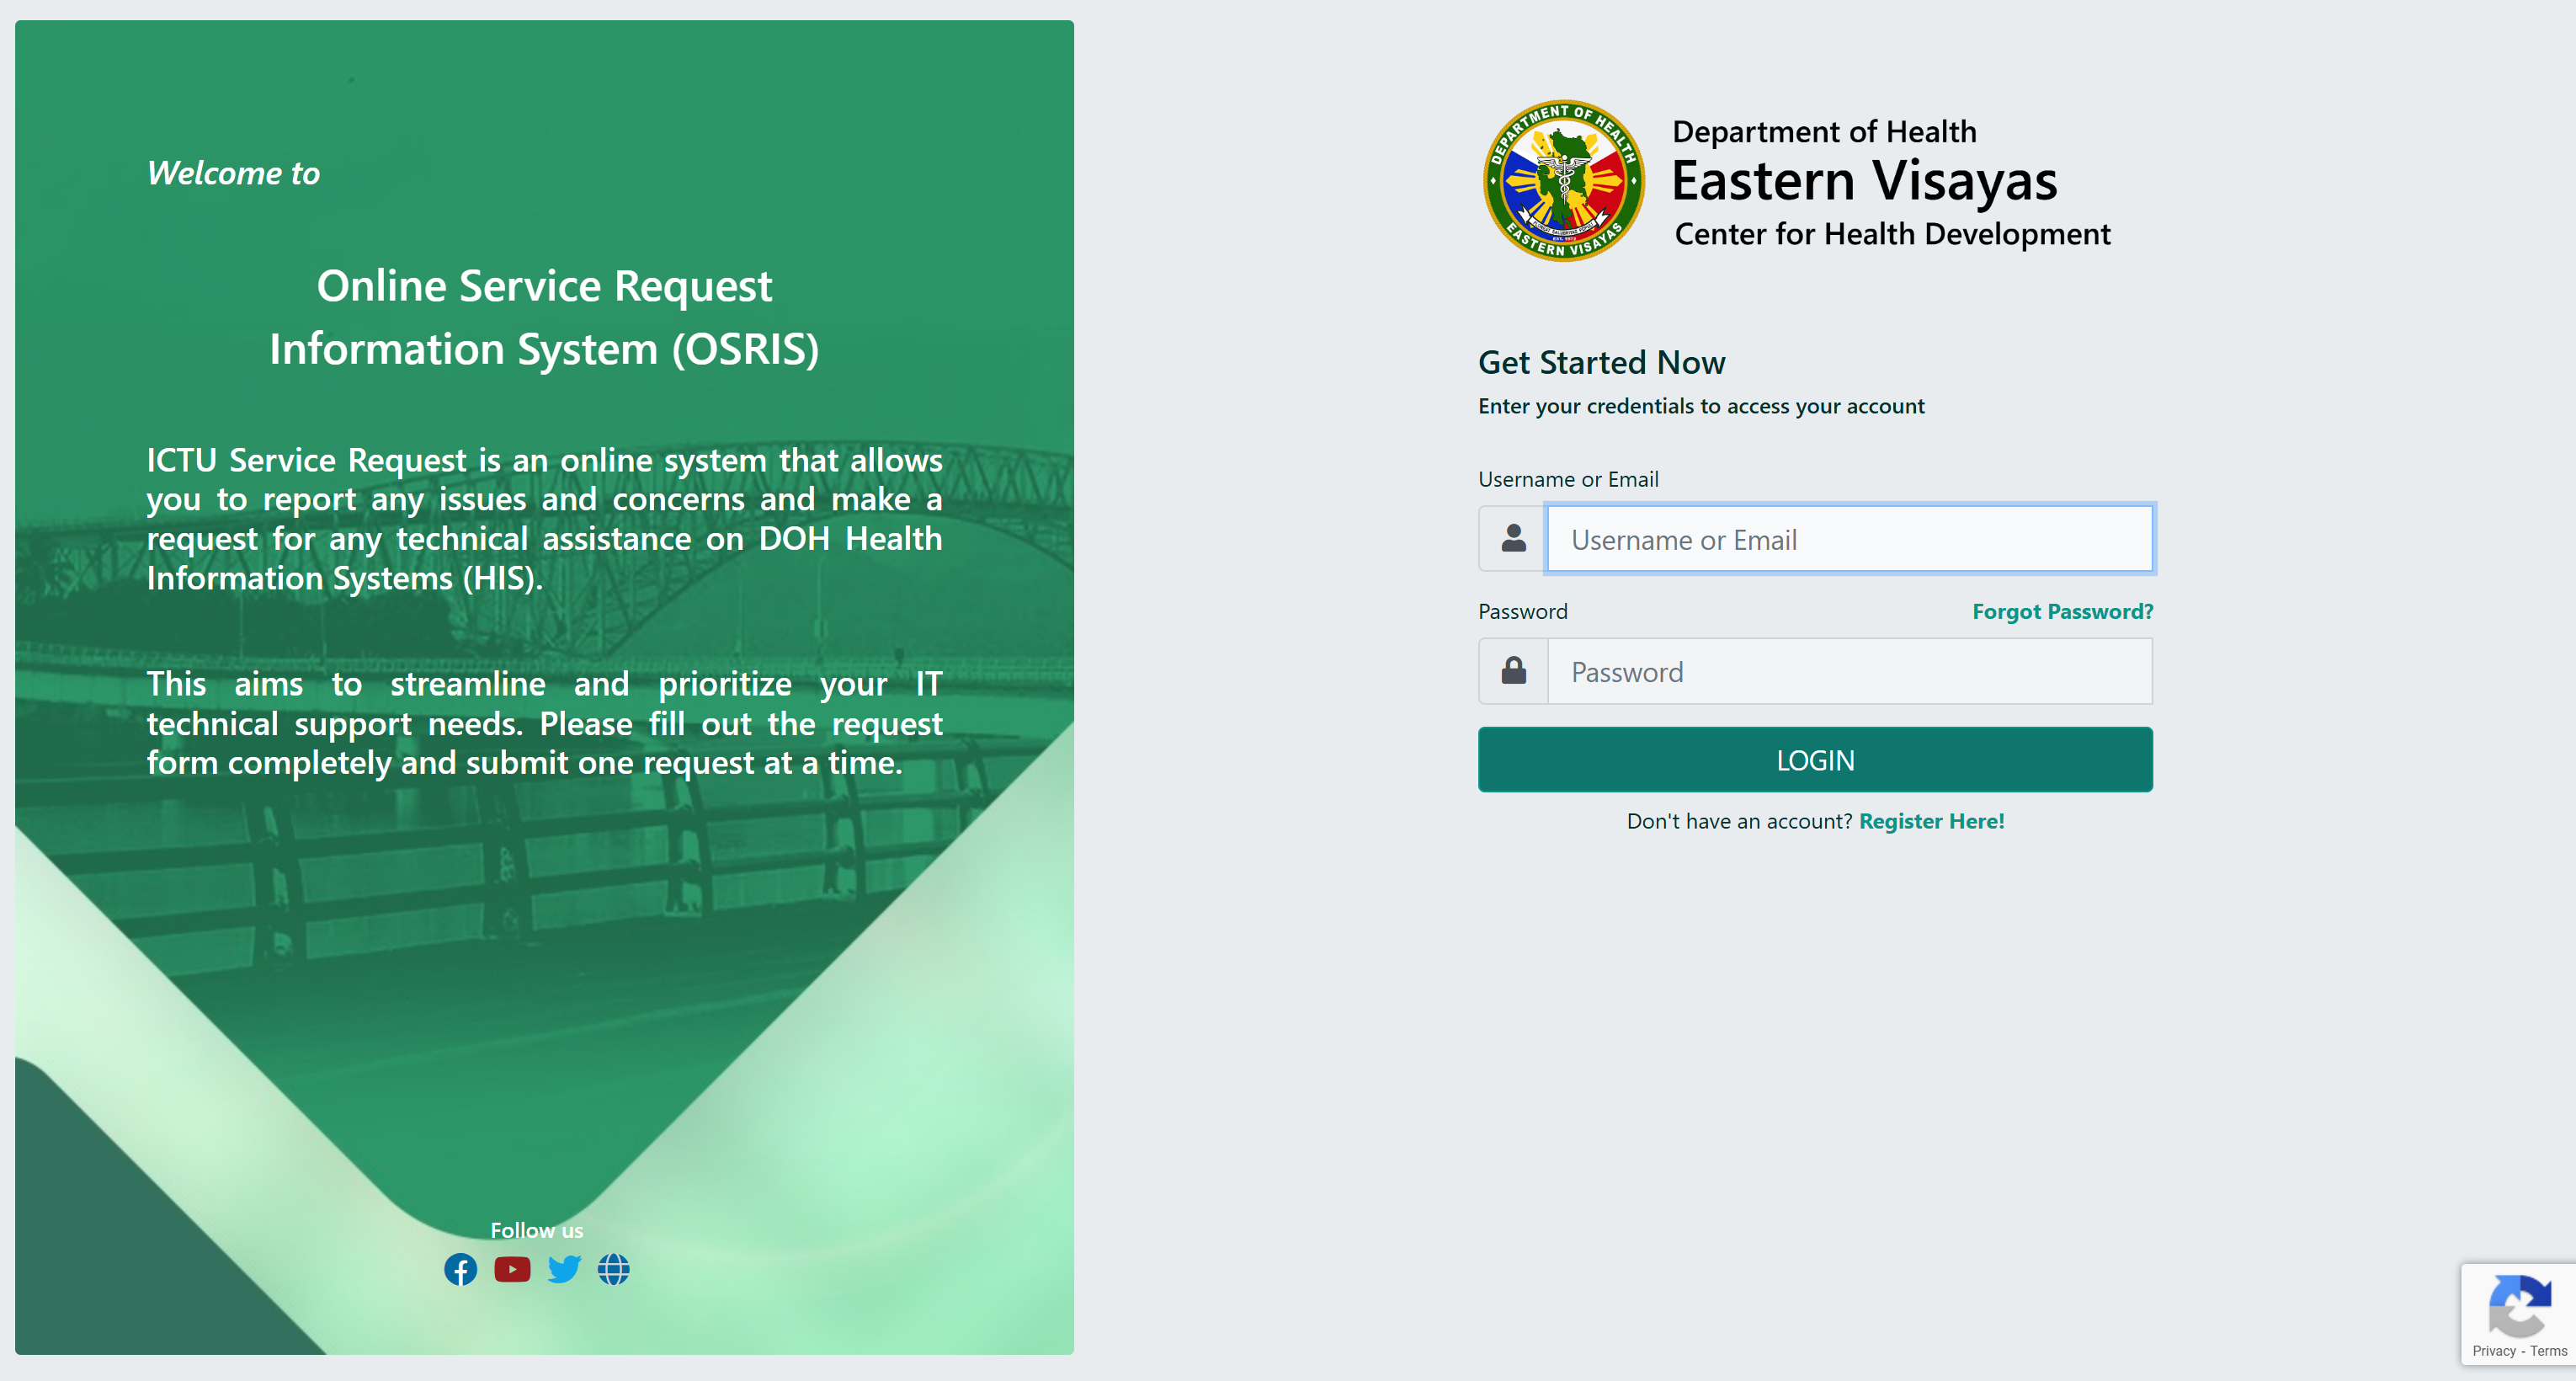 Welcome to
Online Service Request
Information System (OSRIS)
ICTU Service Request is an online system that allows
you to report any issues and concerns and make a
request for any technical assistance on DOH Health
Information Systems (HIS).
This aims to streamline and prioritize your IT
technical support needs. Please fill out the request
form completely and submit one request at a time.
Follow us
DEPARTMENT OF HEALTH
EASTERN VISAYAS
Department of Health
Eastern Visayas
Center for Health Development
Get Started Now
Enter your credentials to access your account
Username or Email
Username or Email
Password Forgot Password?
Password
LOGIN
Don't have an account? Register Here!
Privacy - Terms